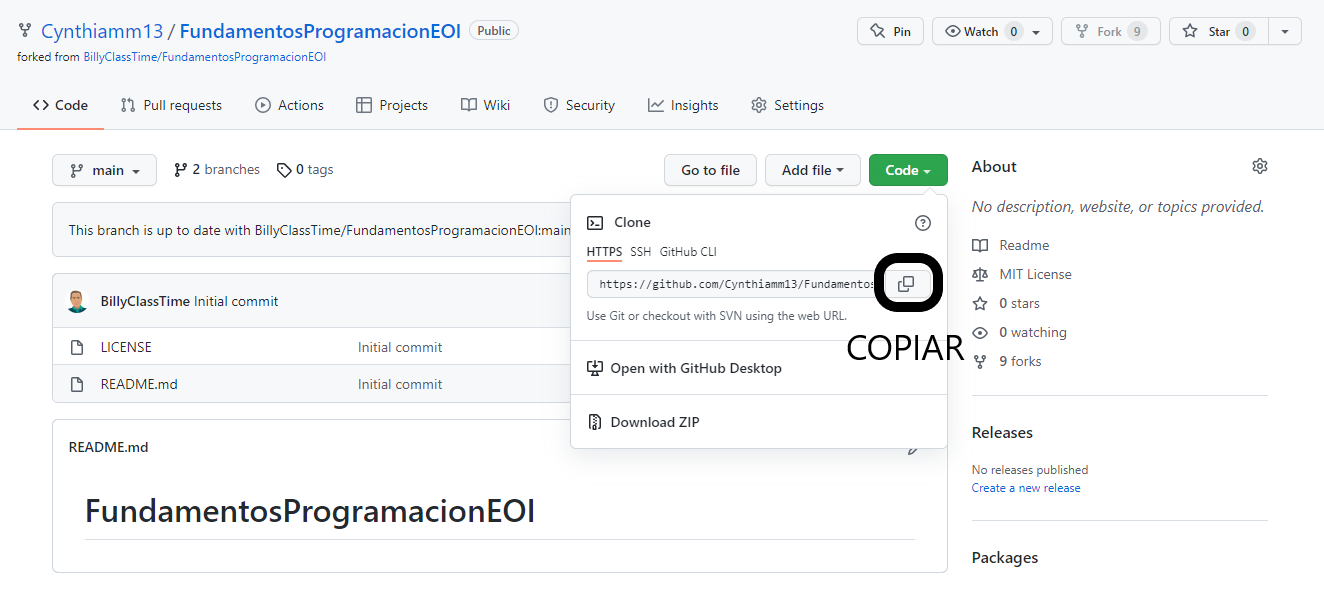 Cynthiamm13 / FundamentosProgramacionEOI Public
Pin
Watch 0
Fork 9
Star 0
forked from BillyClassTime/FundamentosProgramacionEOI
Code
Pull requests
Actions
Projects
Wiki
Security
Insights
Settings
main
2 branches
0 tags
Go to file
Add file
Code
This branch is up to date with BillyClassTime/FundamentosProgramacionEOI:main
BillyClassTime Initial commit
LICENSE Initial commit
README.md Initial commit
Clone
HTTPS SSH GitHub CLI
https://github.com/Cynthiamm13/Fundamentos
Use Git or checkout with SVN using the web URL.
COPIAR
Open with GitHub Desktop
Download ZIP
README.md
FundamentosProgramacionEOI
About
No description, website, or topics provided.
Readme
MIT License
0 stars
0 watching
9 forks
Releases
No releases published
Create a new release
Packages